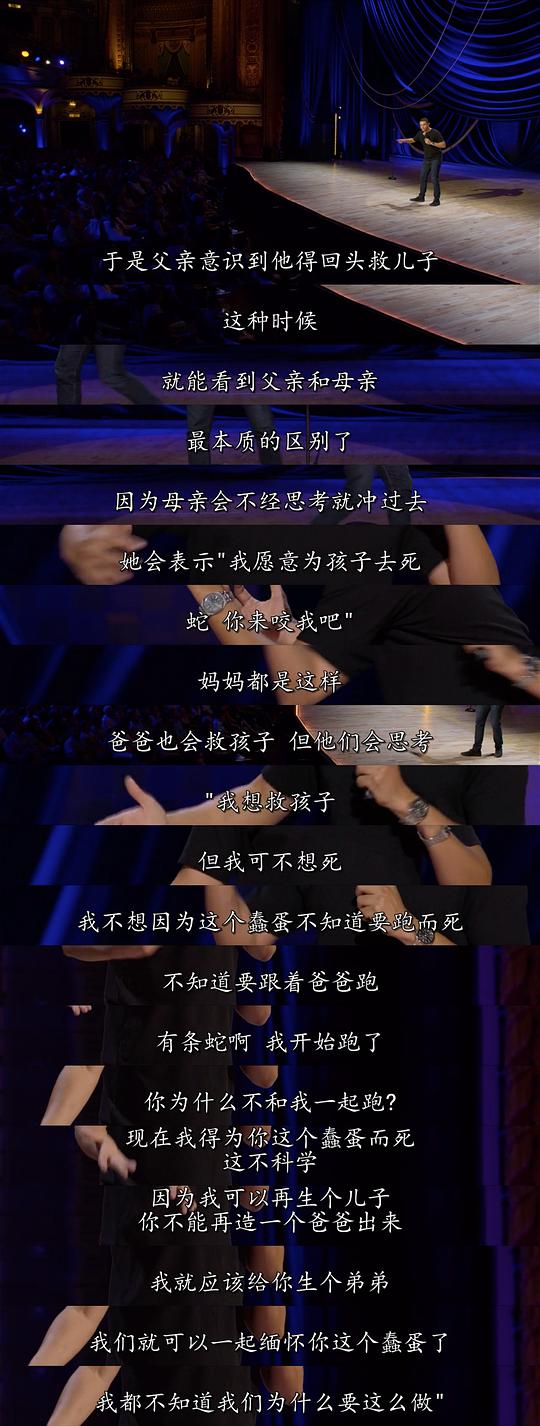 于是父亲意识到他得回头救儿子
这种时候
就能看到父亲和母亲
最本质的区别了
因为母亲会不经思考就冲过去
她会表示"我愿意为孩子去死
蛇 你来咬我吧"
妈妈都是这样
爸爸也会救孩子 但他们会思考
"我想救孩子
但我可不想死
我不想因为这个蠢蛋不知道要跑而死
不知道要跟着爸爸跑
有条蛇啊 我开始跑了
你为什么不和我一起跑?
现在我得为你这个蠢蛋而死
这不科学
因为我可以再生个儿子
你不能再造一个爸爸出来
我就应该给你生个弟弟
我们就可以一起缅怀你这个蠢蛋了
我都不知道我们为什么要这么做"